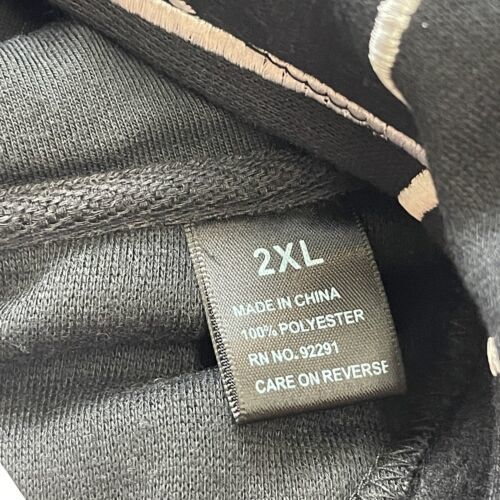 2XL
MADE IN CHINA
100% POLYESTER
RN NO. 92291
CARE ON REVERSE